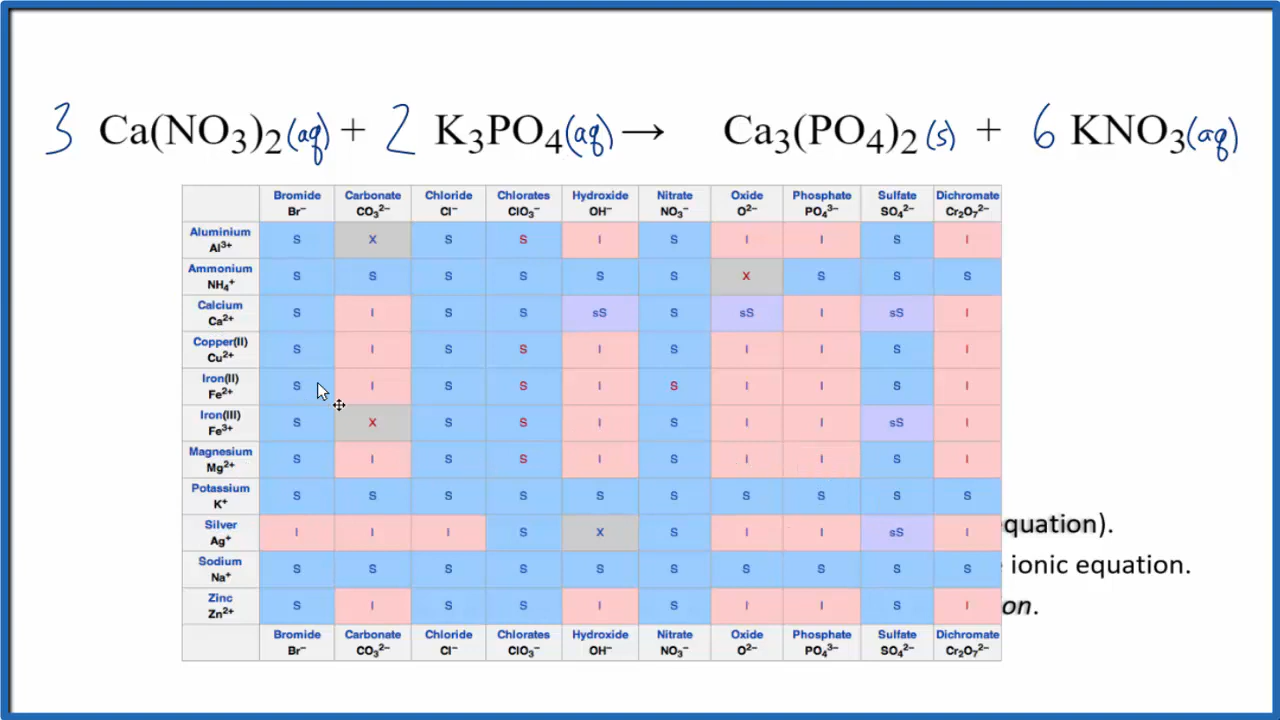 3 Ca(NO₃)₂(aq) + 2 K₃PO₄(aq) → Ca₃(PO₄)₂(s) + 6 KNO₃(aq)
Bromide Carbonate Chloride Chlorates Hydroxide Nitrate Oxide Phosphate Sulfate Dichromate
Br⁻ CO₃²⁻ Cl⁻ ClO₃⁻ OH⁻ NO₃⁻ O²⁻ PO₄³⁻ SO₄²⁻ Cr₂O₇²⁻
Aluminium
Al³⁺ S X S S I S I I S I
Ammonium
NH₄⁺ S S S S S S X S S S
Calcium
Ca²⁺ S I S S sS S sS I sS I
Copper(II)
Cu²⁺ S I S S I S I I S I
Iron(II)
Fe²⁺ S I S S I S I I S I
Iron(III)
Fe³⁺ S X S S I S I I sS I
Magnesium
Mg²⁺ S I S S I S I I S I
Potassium
K⁺ S S S S S S S S S S
Silver
Ag⁺ I I I S X S I I sS I
Sodium
Na⁺ S S S S S S S S S S
Zinc
Zn²⁺ S I S S I S I I S I
Bromide Carbonate Chloride Chlorates Hydroxide Nitrate Oxide Phosphate Sulfate Dichromate
Br⁻ CO₃²⁻ Cl⁻ ClO₃⁻ OH⁻ NO₃⁻ O²⁻ PO₄³⁻ SO₄²⁻ Cr₂O₇²⁻
equation).
ionic equation.
on.